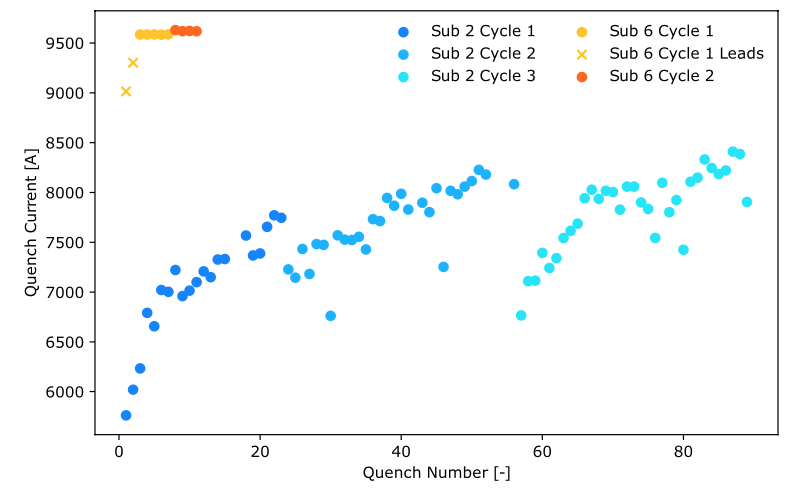 Sub 2 Cycle 1
Sub 2 Cycle 2
Sub 2 Cycle 3
Sub 6 Cycle 1
Sub 6 Cycle 1 Leads
Sub 6 Cycle 2
Quench Current [A]
9500
9000
8500
8000
7500
7000
6500
6000
0 20 40 60 80
Quench Number [-]